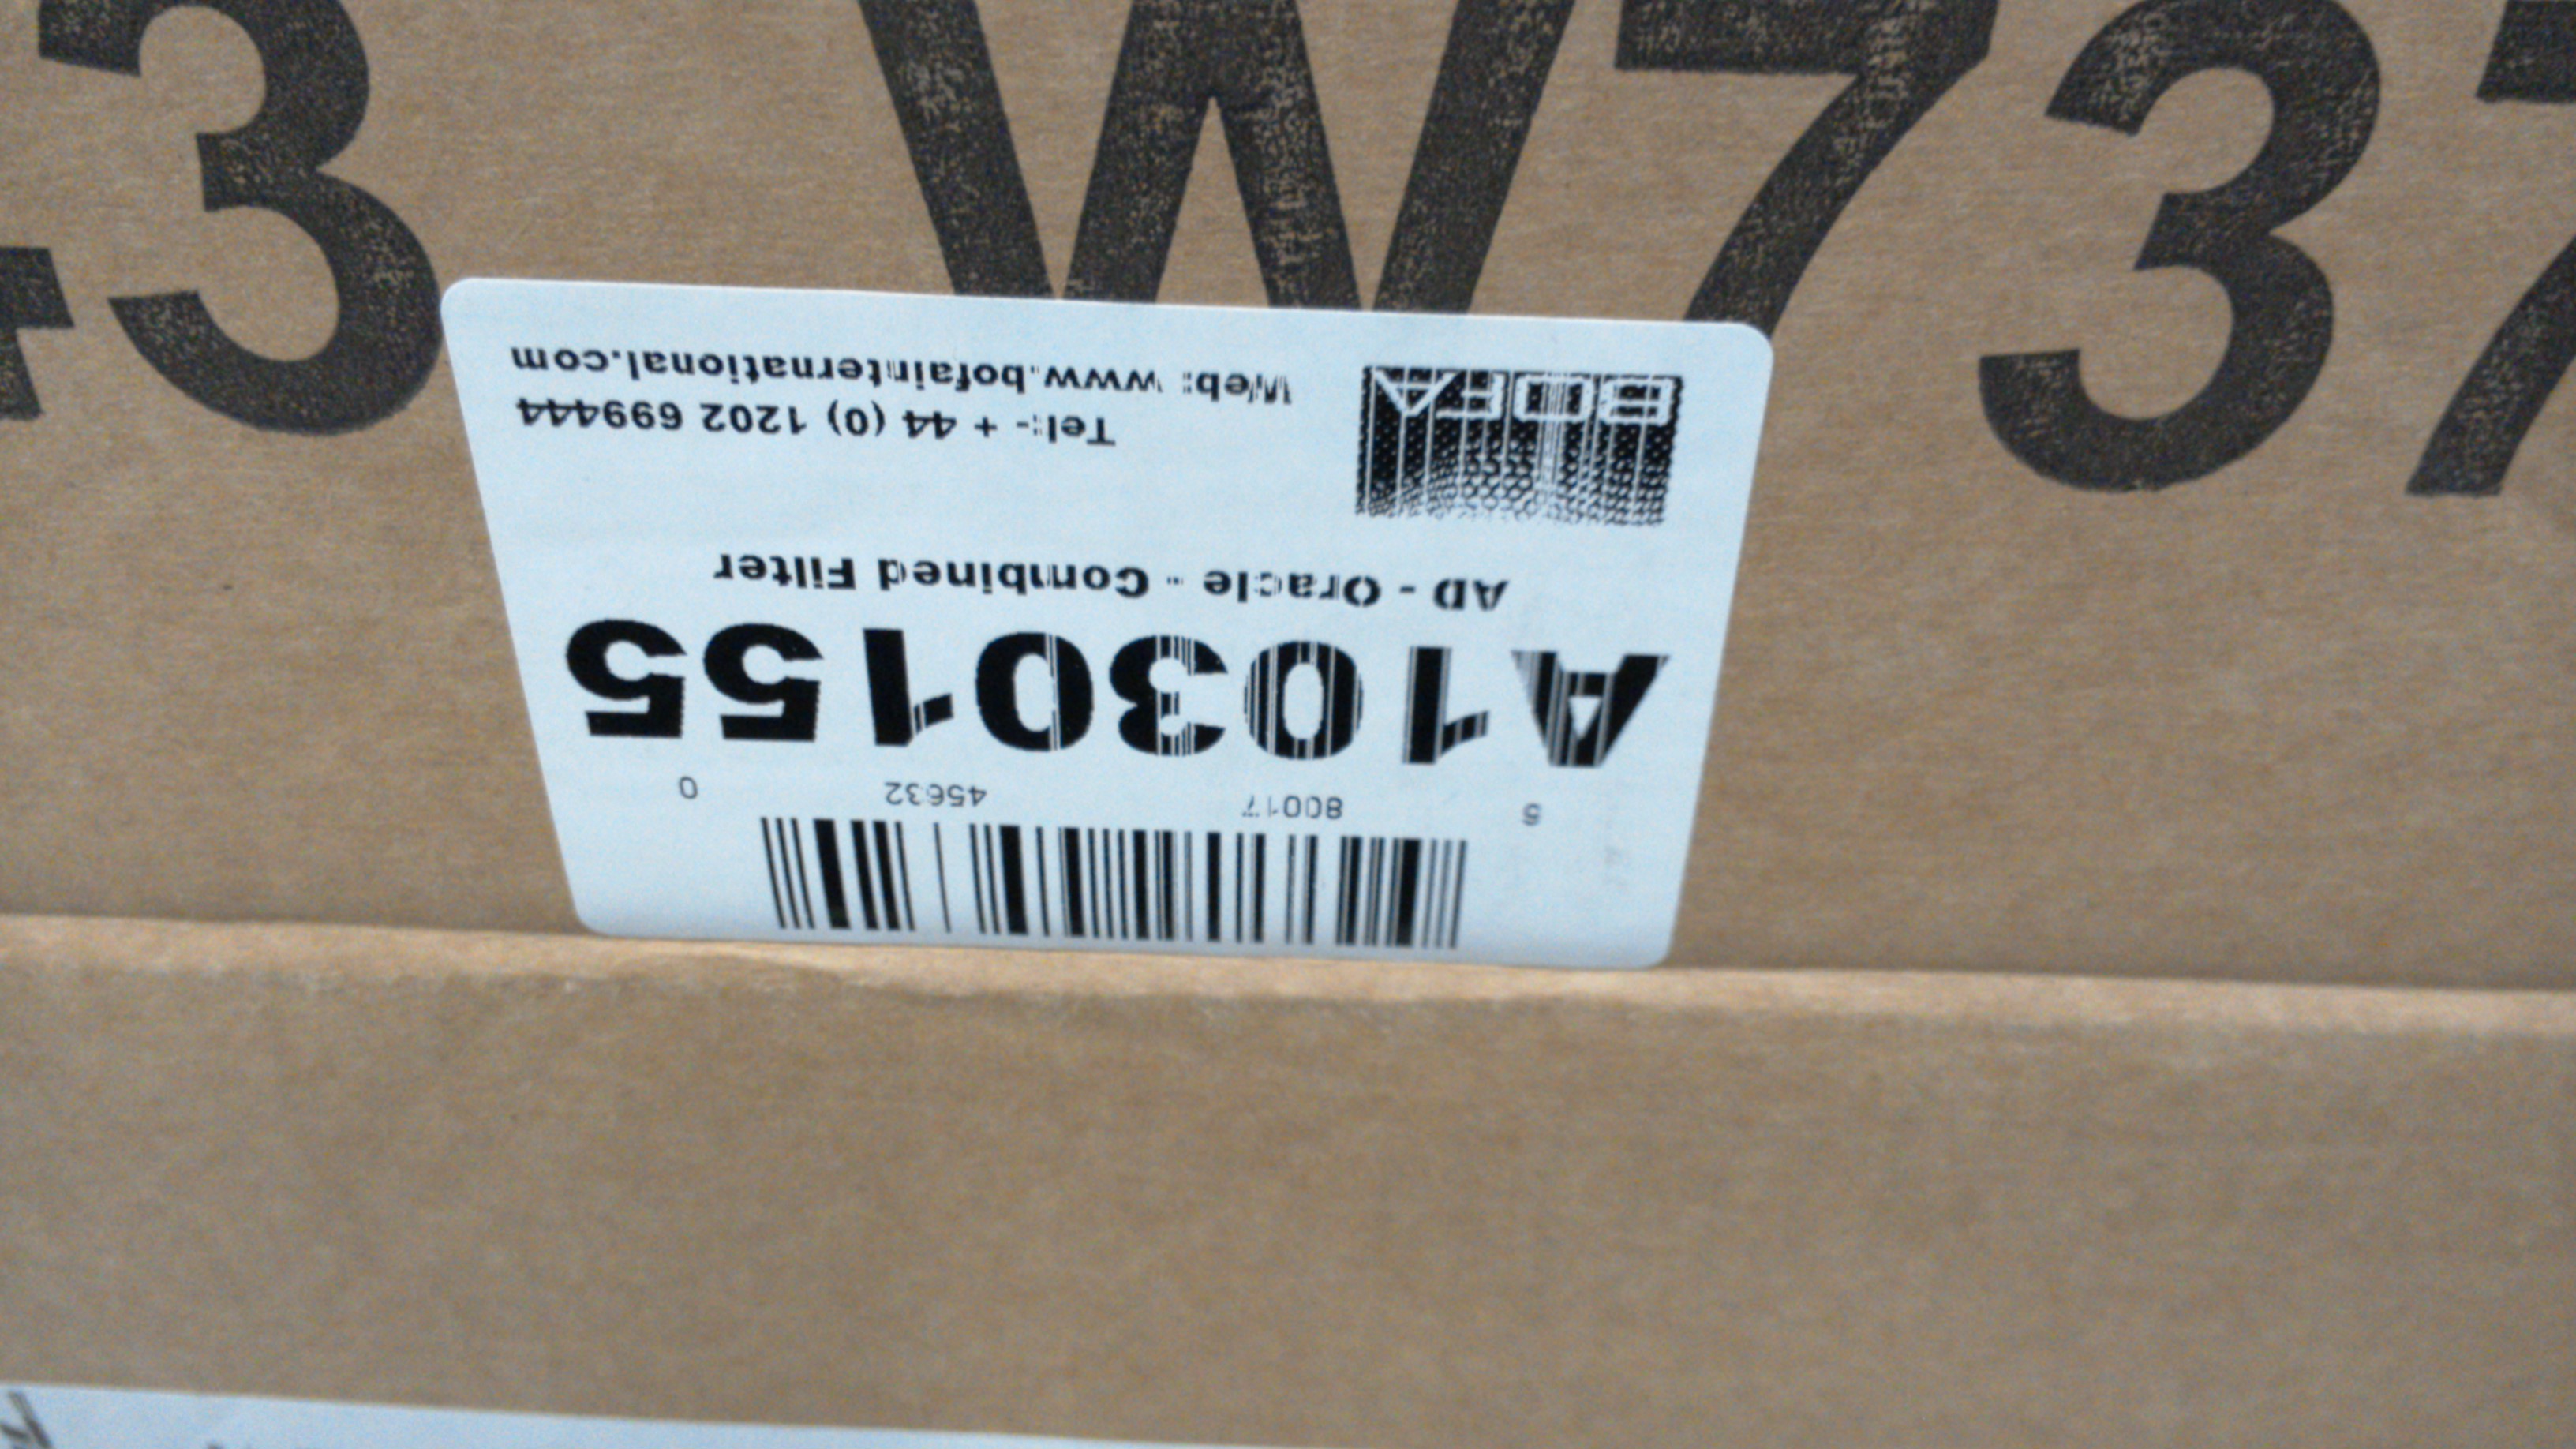 43 W737
5 80017 45632 0
A1030155
AD - Oracle - Combined Filter
BOFA
Tel:- + 44 (0) 1202 699444
Web: www.bofainternational.com